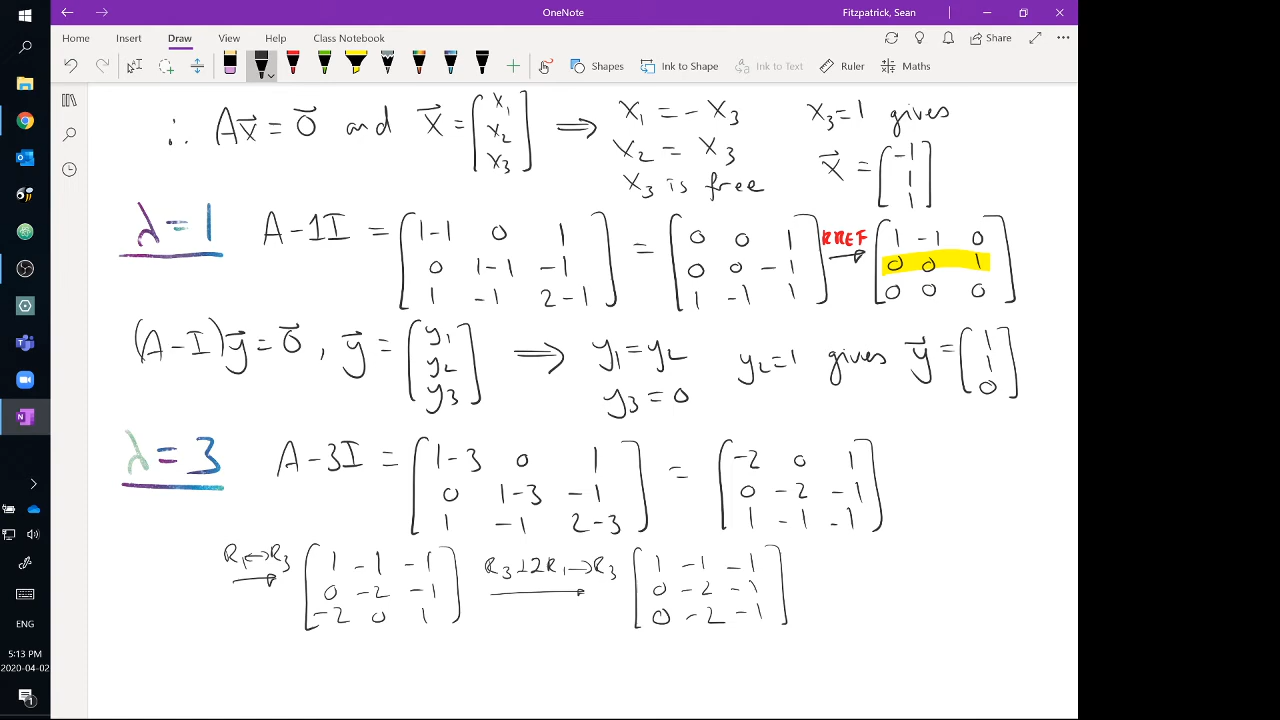 OneNote
Fitzpatrick, Sean
Home Insert Draw View Help Class Notebook Share
Shapes Ink to Shape Ink to Text Ruler Maths
∴ Ax⃗ = 0⃗ and x⃗ = [x₁ x₂ x₃] ⟹ x₁ = -x₃ x₃=1 gives
x₂ = x₃ x⃗ = [-1 1 1]
x₃ is free
λ=1 A-1I = [1-1 0 1; 0 1-1 -1; 1 -1 2-1] = [0 0 1; 0 0 -1; 1 -1 1] RREF → [1 -1 0; 0 0 1; 0 0 0]
(A-I)y⃗ = 0⃗, y⃗ = [y₁ y₂ y₃] ⟹ y₁=y₂ y₂=1 gives y⃗ = [1 1 0]
y₃ = 0
λ=3 A-3I = [1-3 0 1; 0 1-3 -1; 1 -1 2-3] = [-2 0 1; 0 -2 -1; 1 -1 -1]
R₁↔R₃ → [1 -1 -1; 0 -2 -1; -2 0 1] R₃+2R₁→R₃ → [1 -1 -1; 0 -2 -1; 0 -2 -1]
ENG
5:13 PM
2020-04-02
1